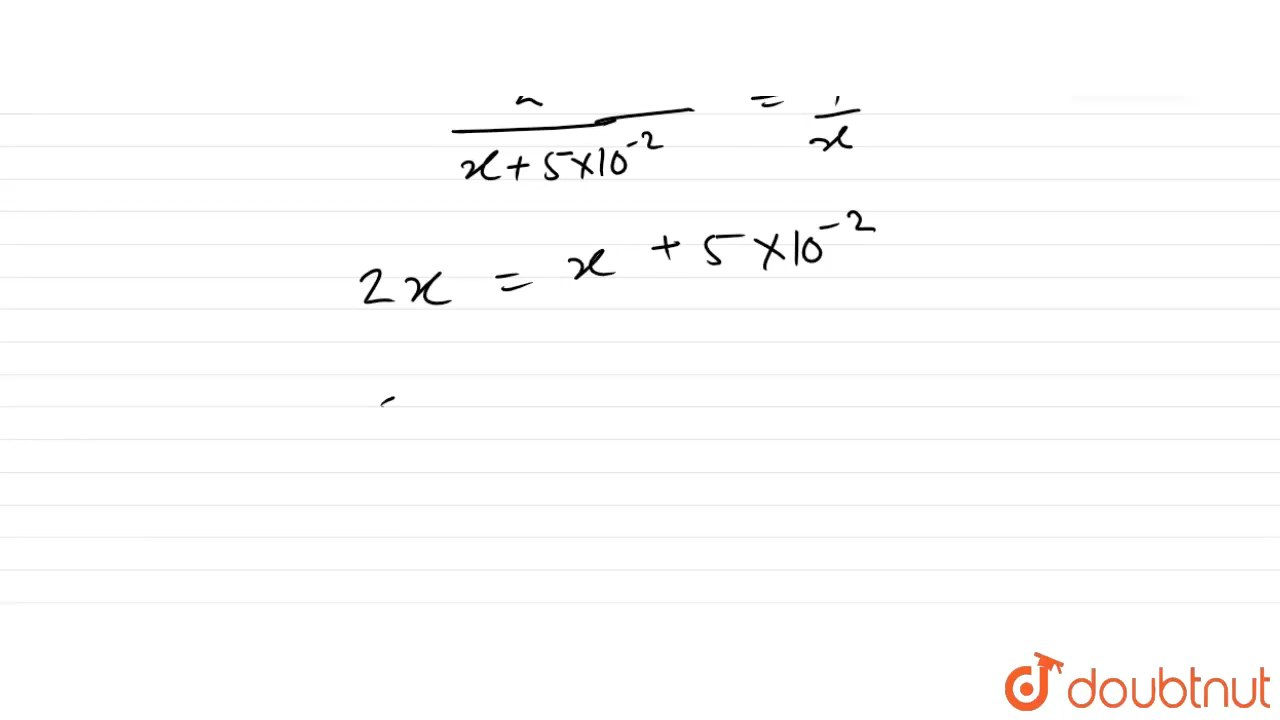 = 1/x
x + 5×10⁻²
2x = x + 5×10⁻²
doubtnut